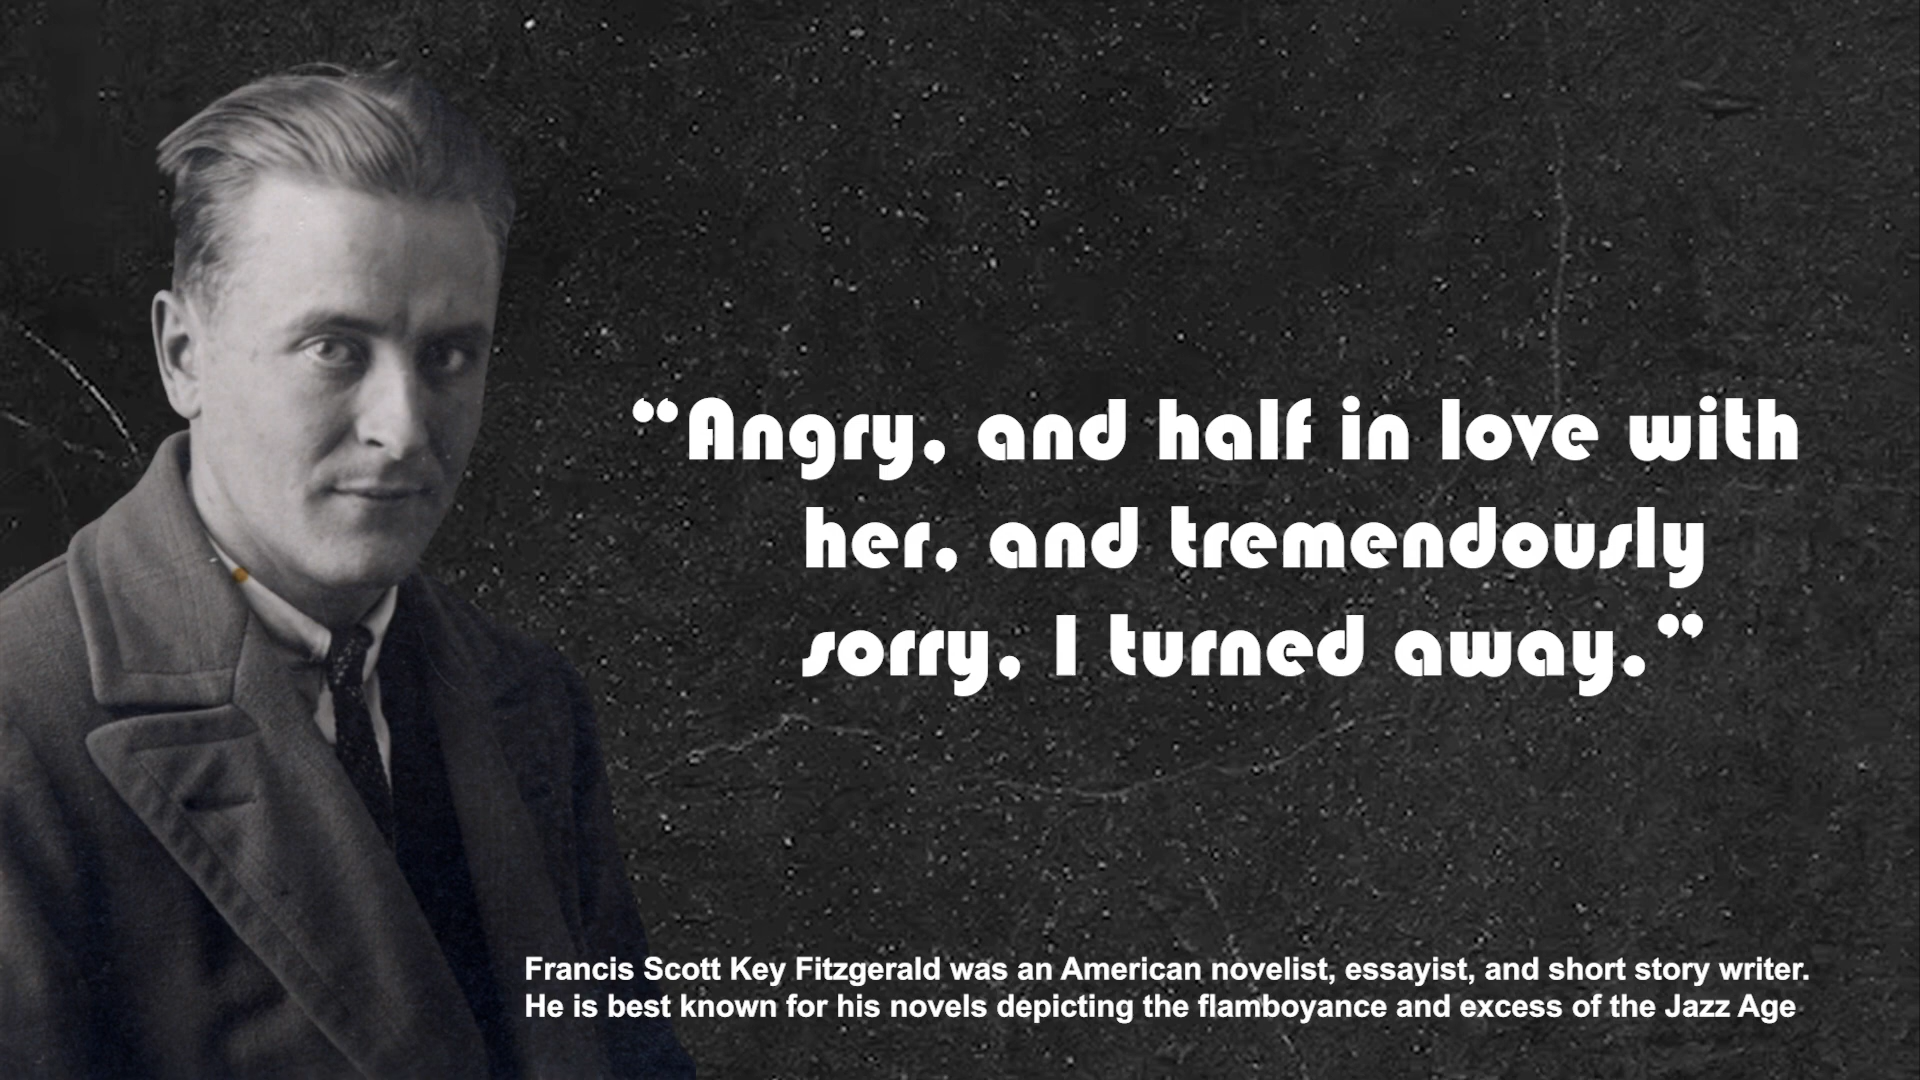 “Angry, and half in love with
her, and tremendously
sorry, I turned away.”
Francis Scott Key Fitzgerald was an American novelist, essayist, and short story writer.
He is best known for his novels depicting the flamboyance and excess of the Jazz Age